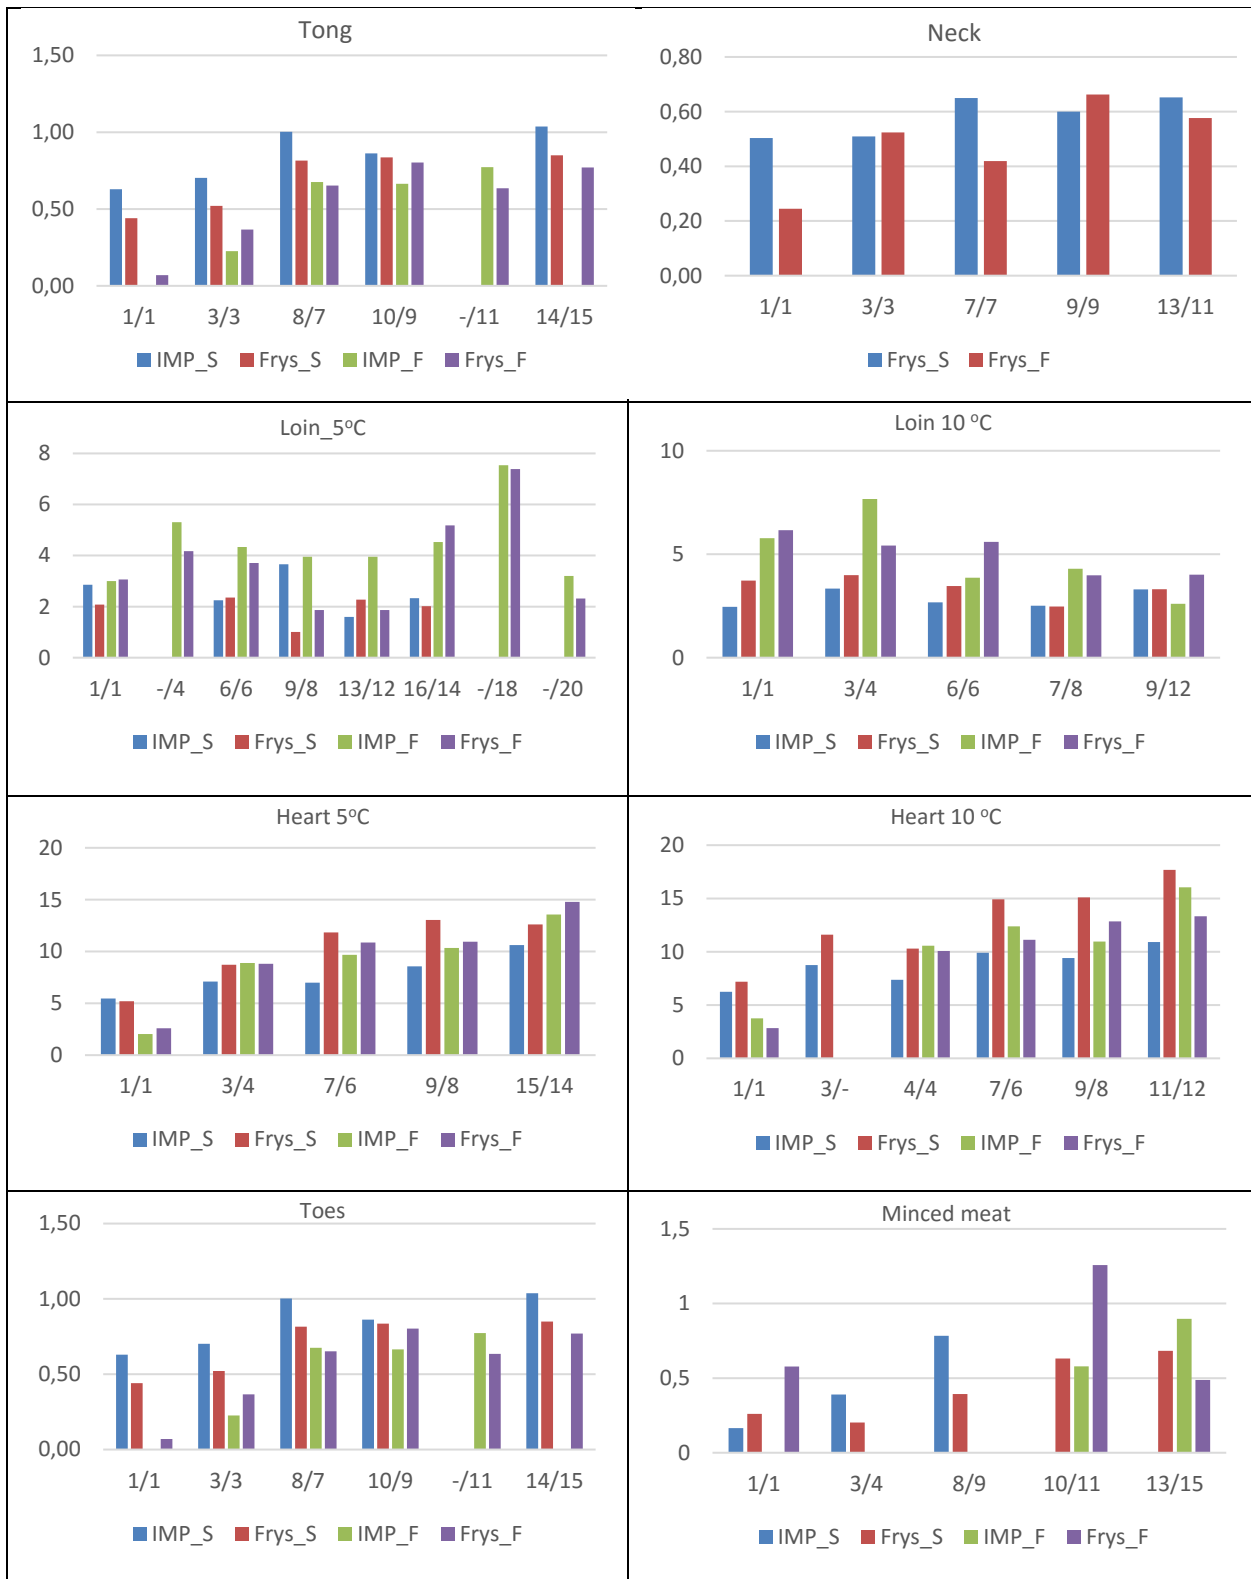 Tong
1,50
1,00
0,50
0,00
1/1 3/3 8/7 10/9 -/11 14/15
IMP_S Frys_S IMP_F Frys_F
Neck
0,80
0,60
0,40
0,20
0,00
1/1 3/3 7/7 9/9 13/11
Frys_S Frys_F
Loin_5°C
8
6
4
2
0
1/1 -/4 6/6 9/8 13/12 16/14 -/18 -/20
IMP_S Frys_S IMP_F Frys_F
Loin 10 °C
10
5
0
1/1 3/4 6/6 7/8 9/12
IMP_S Frys_S IMP_F Frys_F
Heart 5°C
20
15
10
5
0
1/1 3/4 7/6 9/8 15/14
IMP_S Frys_S IMP_F Frys_F
Heart 10 °C
20
15
10
5
0
1/1 3/- 4/4 7/6 9/8 11/12
IMP_S Frys_S IMP_F Frys_F
Toes
1,50
1,00
0,50
0,00
1/1 3/3 8/7 10/9 -/11 14/15
IMP_S Frys_S IMP_F Frys_F
Minced meat
1,5
1
0,5
0
1/1 3/4 8/9 10/11 13/15
IMP_S Frys_S IMP_F Frys_F